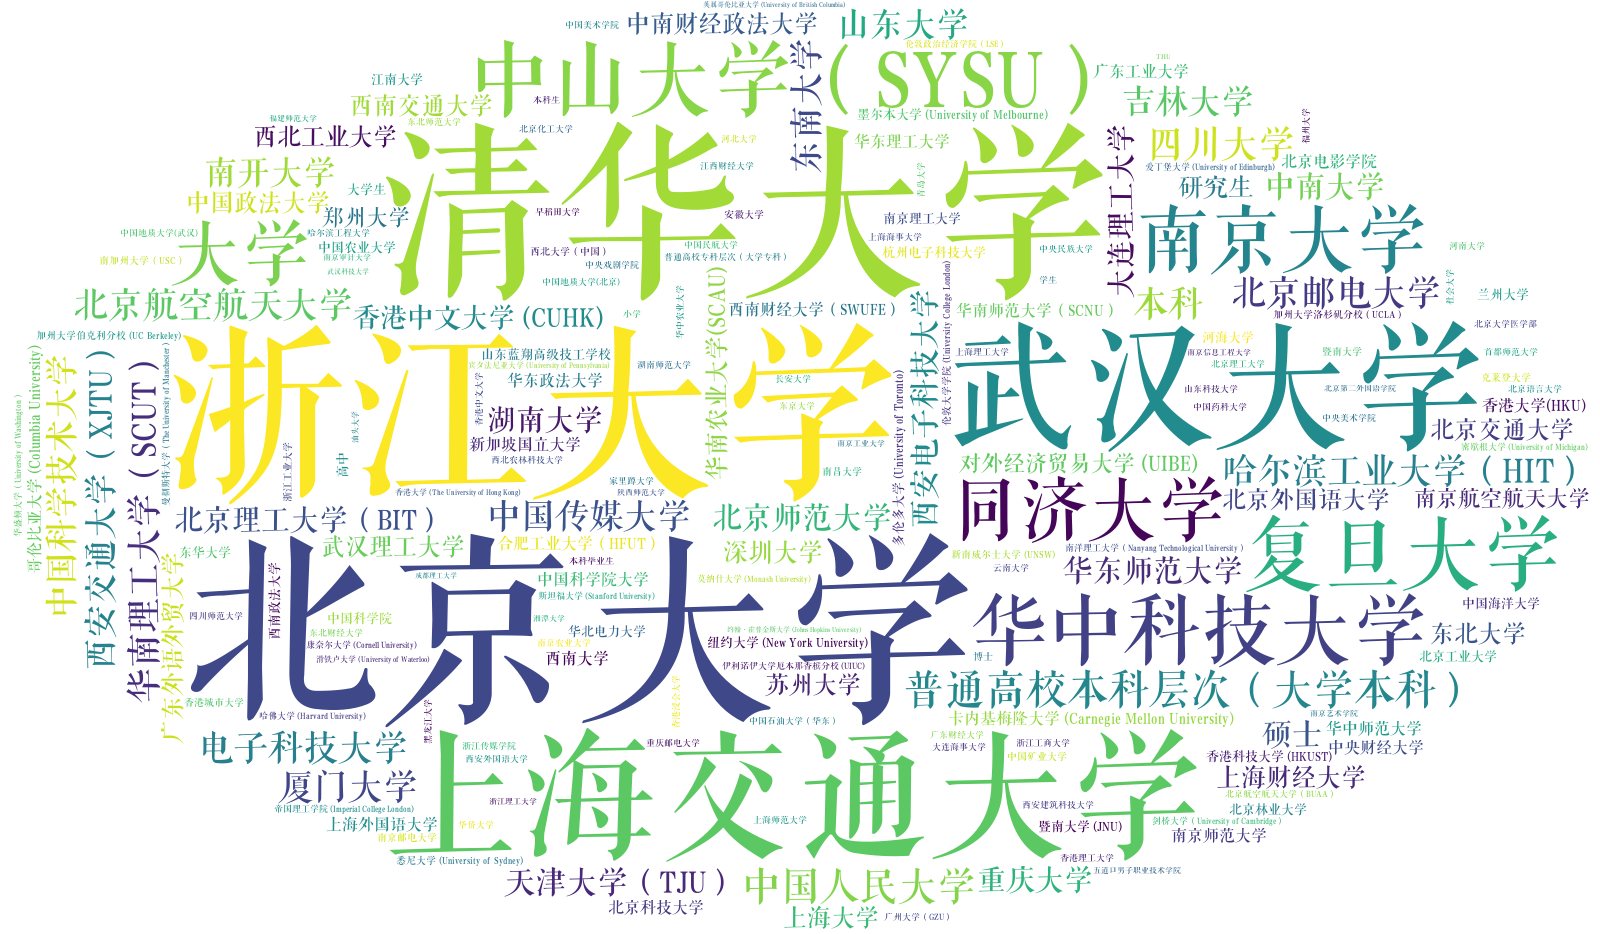 英属哥伦比亚大学 (University of British Columbia)
中国美术学院
中南财经政法大学
山东大学
伦敦政治经济学院 ( LSE )
中山大学 ( SYSU )
东南大学
江南大学
广东工业大学
西南交通大学
本科生
吉林大学
墨尔本大学 (University of Melbourne)
福建师范大学
东北师范大学
西北工业大学
北京化工大学
河北大学
华东理工大学
四川大学
福州大学
大连理工大学
清华大学
南开大学
江西财经大学
青岛大学
爱丁堡大学 (University of Edinburgh)
北京电影学院
大学生
研究生
中南大学
中国政法大学
郑州大学
早稻田大学
安徽大学
南京理工大学
南京大学
中国地质大学(武汉)
大学
哈尔滨工程大学
上海海事大学
中国农业大学
西北大学 ( 中国 )
中国民航大学
中央民族大学
河南大学
南加州大学 ( USC )
南京审计大学
中央戏剧学院
普通高校专科层次 ( 大学专科 )
杭州电子科技大学
武汉科技大学
中国地质大学(北京)
学生
北京航空航天大学
香港中文大学 (CUHK)
小学
华中农业大学
华南农业大学(SCAU)
西南财经大学 ( SWUFE )
西安电子科技大学
伦敦大学学院 (University College London)
华南师范大学 ( SCNU )
本科
北京邮电大学
社会大学
兰州大学
加州大学洛杉矶分校 ( UCLA )
北京大学医学部
加州大学伯克利分校 (UC Berkeley)
浙江大学
武汉大学
河海大学
山东蓝翔高级技工学校
宾夕法尼亚大学 (University of Pennsylvania)
湖南师范大学
上海理工大学
南京信息工程大学
暨南大学
首都师范大学
北京理工大学
华东政法大学
长安大学
克莱登大学
山东科技大学
北京第二外国语学院
北京语言大学
香港中文大学
湖南大学
东京大学
中国药科大学
中央美术学院
香港大学(HKU)
华盛顿大学 ( University of Washington )
哥伦比亚大学 (Columbia University)
中国科学技术大学
西安交通大学 ( XJTU )
华南理工大学 ( SCUT )
曼彻斯特大学 ( The University of Manchester )
汕头大学
高中
浙江工业大学
新加坡国立大学
南京工业大学
北京交通大学
密歇根大学 (University of Michigan)
西北农林科技大学
南昌大学
多伦多大学 (University of Toronto)
对外经济贸易大学 (UIBE)
哈尔滨工业大学 ( HIT )
家里蹲大学
香港大学 (The University of Hong Kong)
陕西师范大学
同济大学
北京外国语大学
南京航空航天大学
北京理工大学 ( BIT )
中国传媒大学
北京师范大学
复旦大学
东华大学
武汉理工大学
合肥工业大学 ( HFUT )
深圳大学
新南威尔士大学 (UNSW)
南洋理工大学 ( Nanyang Technological University )
广东外语外贸大学
西南政法大学
本科毕业生
北京大学
成都理工大学
中国科学院大学
莫纳什大学 (Monash University)
云南大学
华东师范大学
斯坦福大学 (Stanford University)
华中科技大学
中国海洋大学
四川师范大学
中国科学院
湘潭大学
东北财经大学
华北电力大学
约翰・霍普金斯大学 (Johns Hopkins University)
东北大学
康奈尔大学 (Cornell University)
南京农业大学
纽约大学 (New York University)
滑铁卢大学 (University of Waterloo)
西南大学
伊利诺伊大学厄本那香槟分校 (UIUC)
博士
北京工业大学
苏州大学
普通高校本科层次 ( 大学本科 )
香港浸会大学
香港城市大学
哈佛大学 (Harvard University)
黑龙江大学
中国石油大学 ( 华东 )
卡内基梅隆大学 (Carnegie Mellon University)
南京艺术学院
电子科技大学
上海交通大学
硕士
华中师范大学
广东财经大学
浙江传媒学院
重庆邮电大学
大连海事大学
浙江工商大学
中央财经大学
西安外国语大学
中国矿业大学
香港科技大学 (HKUST)
厦门大学
上海财经大学
浙江理工大学
北京航空航天大学 ( BUAA )
帝国理工学院 (Imperial College London)
西安建筑科技大学
北京林业大学
上海外国语大学
华侨大学
上海师范大学
暨南大学 (JNU)
剑桥大学 ( University of Cambridge )
南京邮电大学
南京师范大学
悉尼大学 (University of Sydney)
香港理工大学
天津大学 ( TJU )
中国人民大学
重庆大学
五道口男子职业技术学院
北京科技大学
上海大学
广州大学 ( GZU )